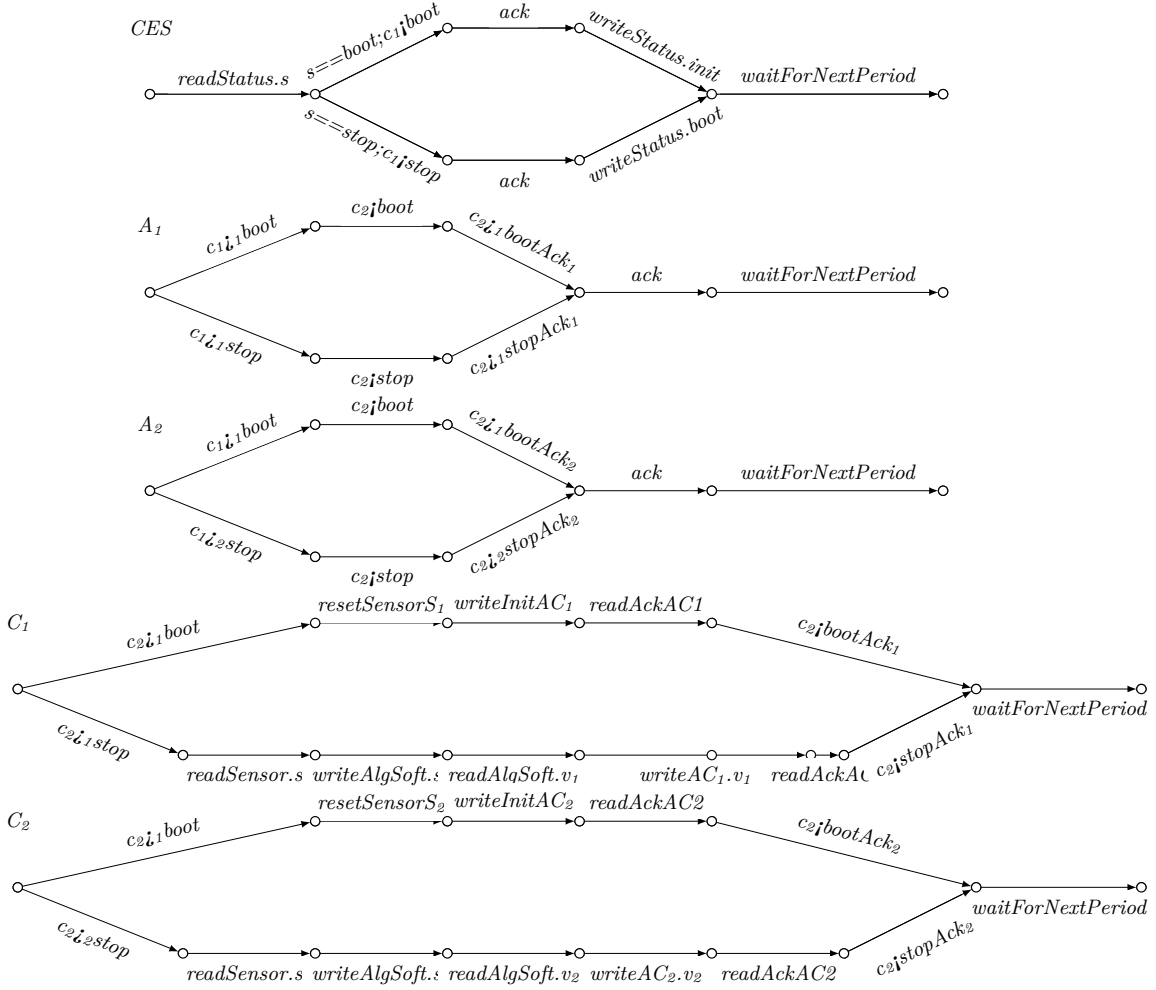 CES
s==boot;c₁¡boot
ack
writeStatus.init
readStatus.s
waitForNextPeriod
s==stop;c₁¡stop
ack
writeStatus.boot
A₁
c₁¿₁boot
c₂¡boot
c₂¿₁bootAck₁
ack
waitForNextPeriod
c₁¿₁stop
c₂¡stop
c₂¿₁stopAck₁
A₂
c₁¿₁boot
c₂¡boot
c₂¿₁bootAck₂
ack
waitForNextPeriod
c₁¿₂stop
c₂¡stop
c₂¿₂stopAck₂
C₁
c₂¿₁boot
resetSensorS₁
writeInitAC₁
readAckAC1
c₂¡bootAck₁
waitForNextPeriod
c₂¿₁stop
readSensor.s
writeAlgSoft.s
readAlgSoft.v₁
writeAC₁.v₁
c₂¡stopAck₁
C₂
c₂¿₁boot
resetSensorS₂
writeInitAC₂
readAckAC2
c₂¡bootAck₂
waitForNextPeriod
c₂¿₂stop
readSensor.s
writeAlgSoft.s
readAlgSoft.v₂
writeAC₂.v₂
readAckAC2
c₂¡stopAck₂